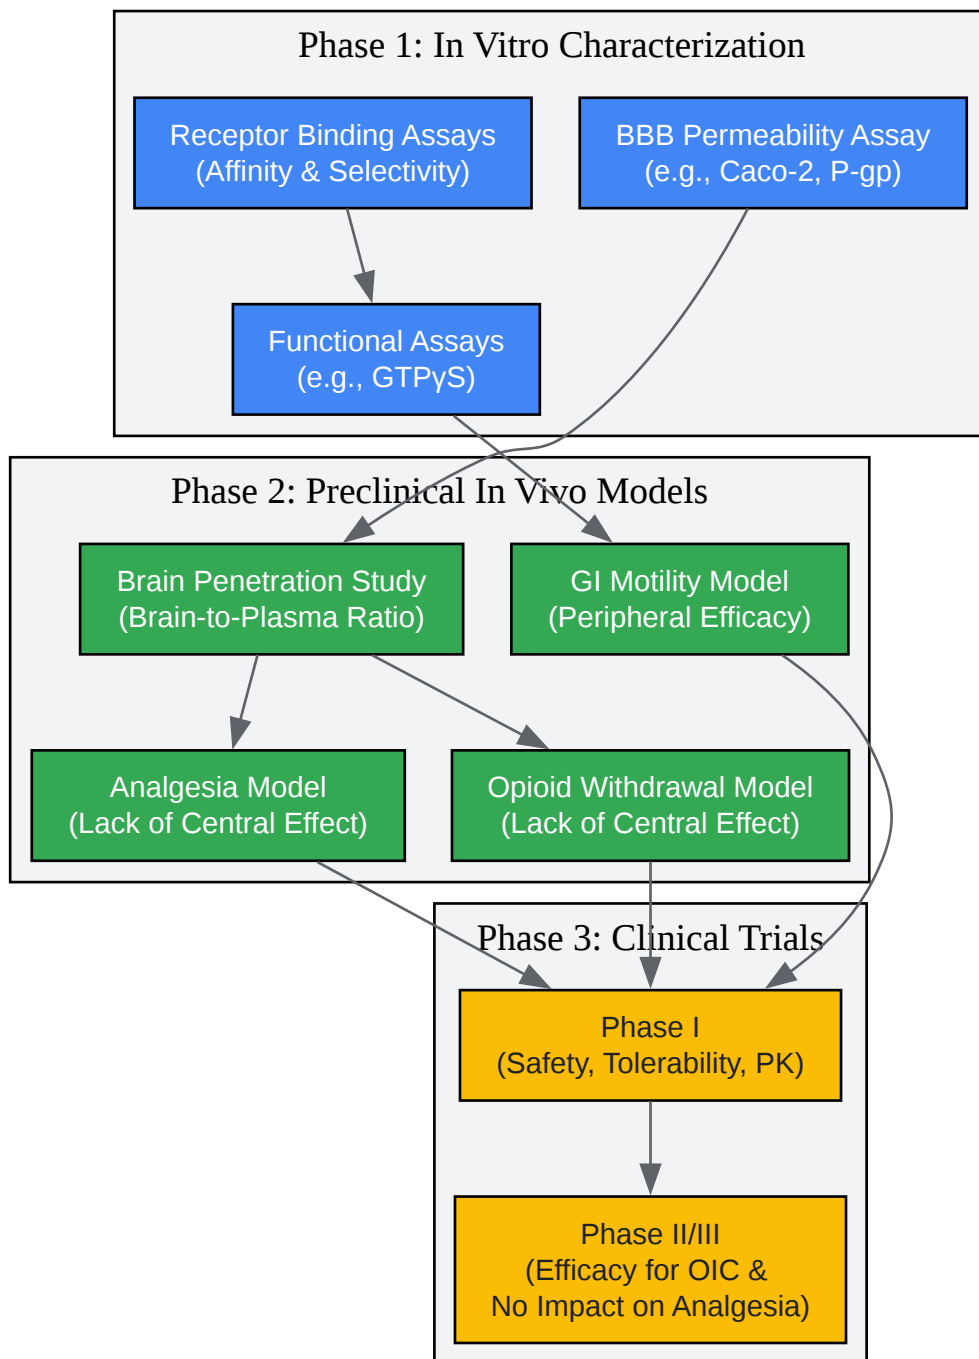 Phase 1: In Vitro Characterization
Receptor Binding Assays
(Affinity & Selectivity)
BBB Permeability Assay
(e.g., Caco-2, P-gp)
Functional Assays
(e.g., GTPγS)
Phase 2: Preclinical In Vivo Models
Brain Penetration Study
(Brain-to-Plasma Ratio)
GI Motility Model
(Peripheral Efficacy)
Analgesia Model
(Lack of Central Effect)
Opioid Withdrawal Model
(Lack of Central Effect)
Phase 3: Clinical Trials
Phase I
(Safety, Tolerability, PK)
Phase II/III
(Efficacy for OIC &
No Impact on Analgesia)